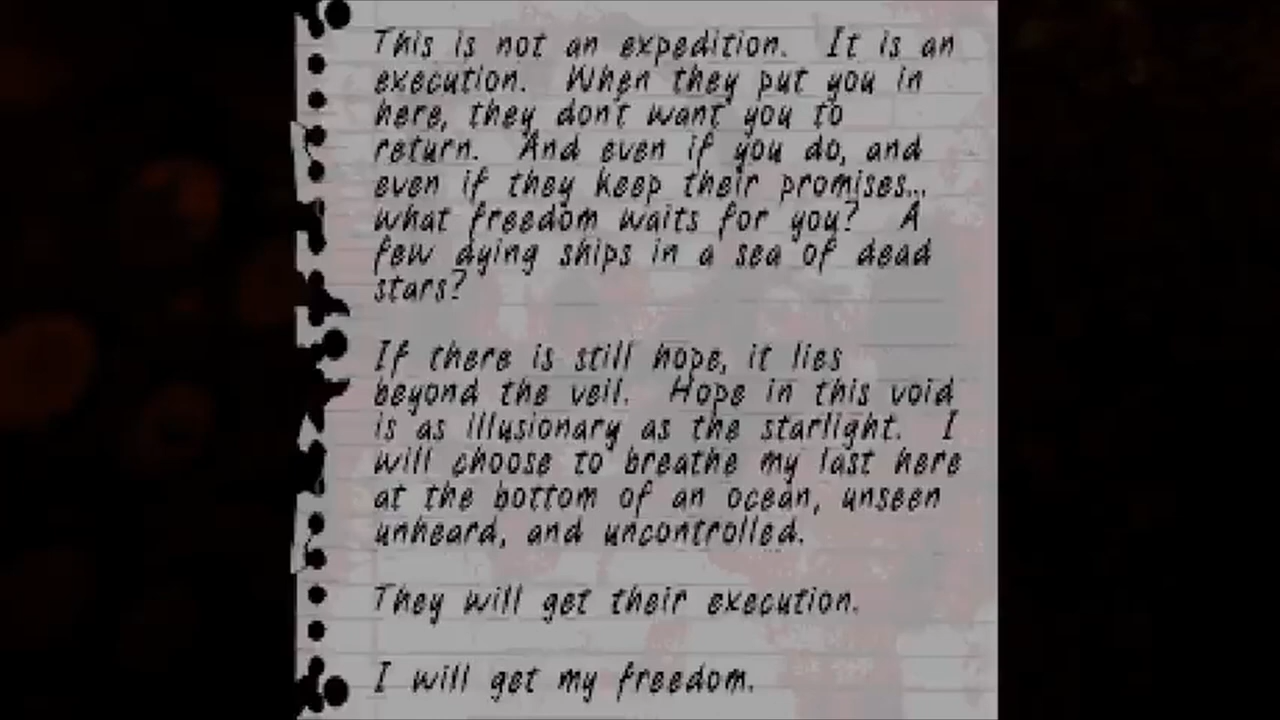 This is not an expedition. It is an
execution. When they put you in
here, they don't want you to
return. And even if you do, and
even if they keep their promises...
what freedom waits for you? A
few dying ships in a sea of dead
stars?
If there is still hope, it lies
beyond the veil. Hope in this void
is as illusionary as the starlight. I
will choose to breathe my last here
at the bottom of an ocean, unseen
unheard, and uncontrolled.
They will get their execution.
I will get my freedom.